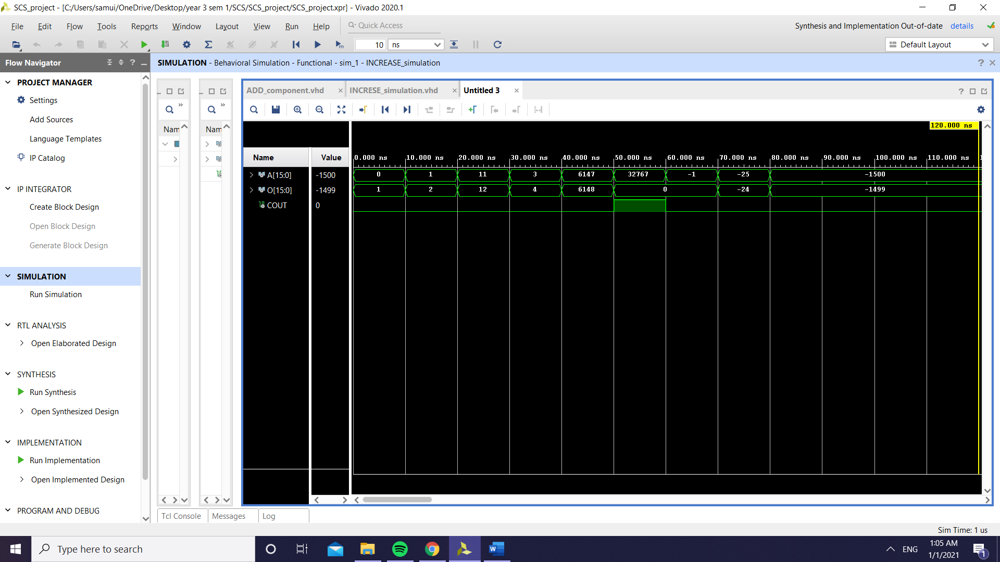 SCS_project - [C:/Users/samui/OneDrive/Desktop/year 3 sem 1/SCS/SCS_project/SCS_project.xpr] - Vivado 2020.1
File Edit Flow Tools Reports Window Layout View Run Help Quick Access
Synthesis and Implementation Out-of-date details
10 ns
Default Layout
Flow Navigator
SIMULATION - Behavioral Simulation - Functional - sim_1 - INCREASE_simulation
PROJECT MANAGER
Settings
Add Sources
Language Templates
IP Catalog
IP INTEGRATOR
Create Block Design
Open Block Design
Generate Block Design
SIMULATION
Run Simulation
RTL ANALYSIS
Open Elaborated Design
SYNTHESIS
Run Synthesis
Open Synthesized Design
IMPLEMENTATION
Run Implementation
Open Implemented Design
PROGRAM AND DEBUG
Nam
Nam
ADD_component.vhd INCRESE_simulation.vhd Untitled 3
120.000 ns
Name Value 0.000 ns 10.000 ns 20.000 ns 30.000 ns 40.000 ns 50.000 ns 60.000 ns 70.000 ns 80.000 ns 90.000 ns 100.000 ns 110.000 ns
A[15:0] -1500 0 1 11 3 6147 32767 -1 -25 -1500
O[15:0] -1499 1 2 12 4 6148 0 -24 -1499
COUT 0
Tcl Console Messages Log
Sim Time: 1 us
Type here to search
ENG
1:05 AM
1/1/2021
1